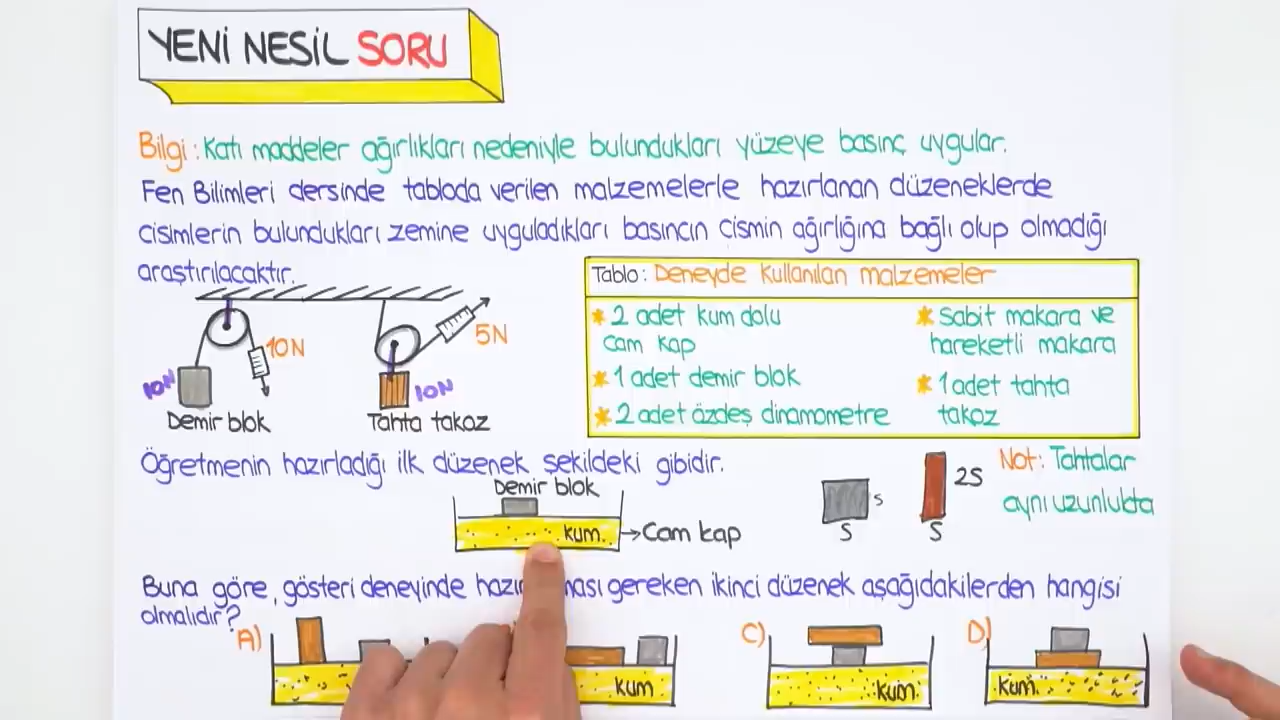 YENİ NESİL SORU
Bilgi : Katı maddeler ağırlıkları nedeniyle bulundukları yüzeye basınç uygular.
Fen Bilimleri dersinde tabloda verilen malzemelerle hazırlanan düzeneklerde
cisimlerin bulundukları zemine uyguladıkları basıncın cismin ağırlığına bağlı olup olmadığı
araştırılacaktır.
Tablo : Deneyde kullanılan malzemeler
* 2 adet kum dolu
cam kap
* 1 adet demir blok
* 2 adet özdeş dinamometre
* sabit makara ve
hareketli makara
* 1 adet tahta
takoz
10N
5N
10N
10N
Demir blok
Tahta takoz
Öğretmenin hazırladığı ilk düzenek şekildeki gibidir.
Demir blok
kum.
Cam kap
S
S
2S
S
Not: Tahtalar
aynı uzunlukta
Buna göre, gösteri deneyinde ması gereken ikinci düzenek aşağıdakilerden hangisi
olmalıdır?
A)
kum
C)
kum
D)
kum.